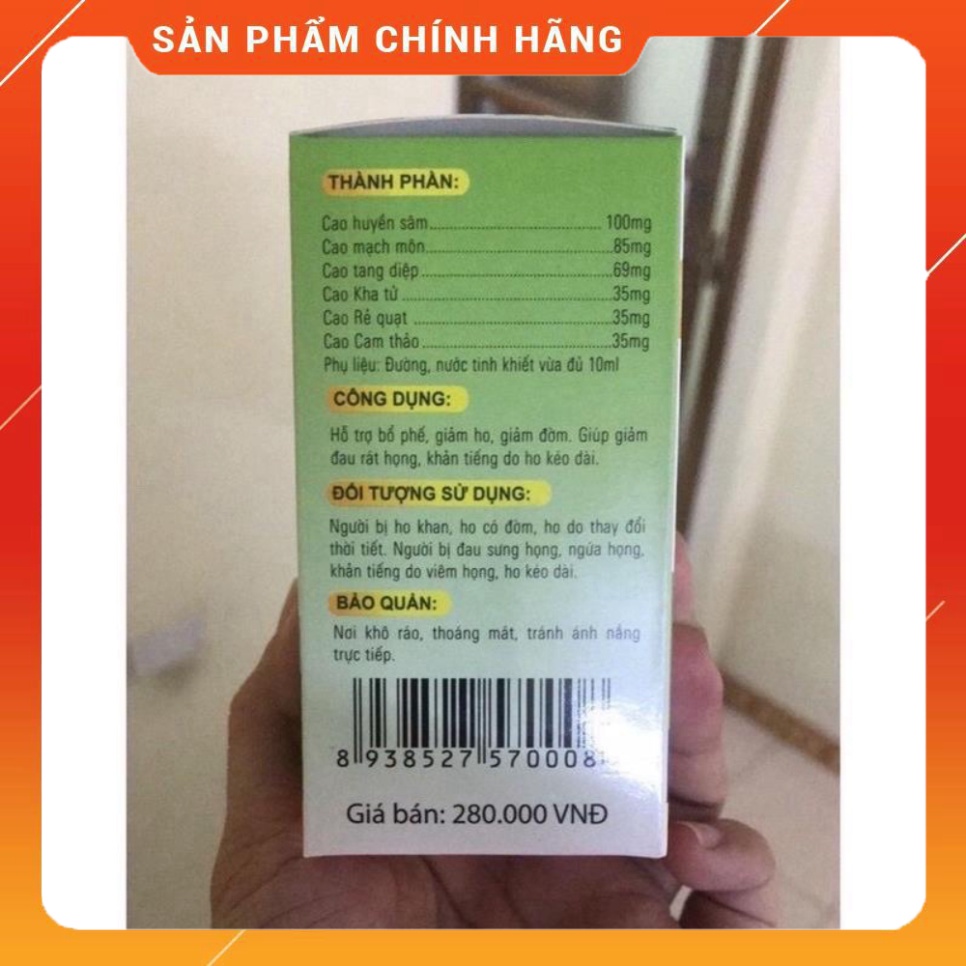 SẢN PHẨM CHÍNH HÃNG
THÀNH PHẦN:
Cao huyền sâm........................................ 100mg
Cao mạch môn........................................85mg
Cao tang diệp........................................69mg
Cao Kha tử ........................................35mg
Cao Rẻ quạt ........................................35mg
Cao Cam thảo........................................35mg
Phụ liệu: Đường, nước tinh khiết vừa đủ 10ml
CÔNG DỤNG:
Hỗ trợ bổ phế, giảm ho, giảm đờm. Giúp giảm
đau rát họng, khản tiếng do ho kéo dài.
ĐỐI TƯỢNG SỬ DỤNG:
Người bị ho khan, ho có đờm, ho do thay đổi
thời tiết. Người bị đau sưng họng, ngứa họng,
khản tiếng do viêm họng, ho kéo dài.
BẢO QUẢN:
Nơi khô ráo, thoáng mát, tránh ánh nắng
trực tiếp.
8 938527 570008
Giá bán: 280.000 VNĐ